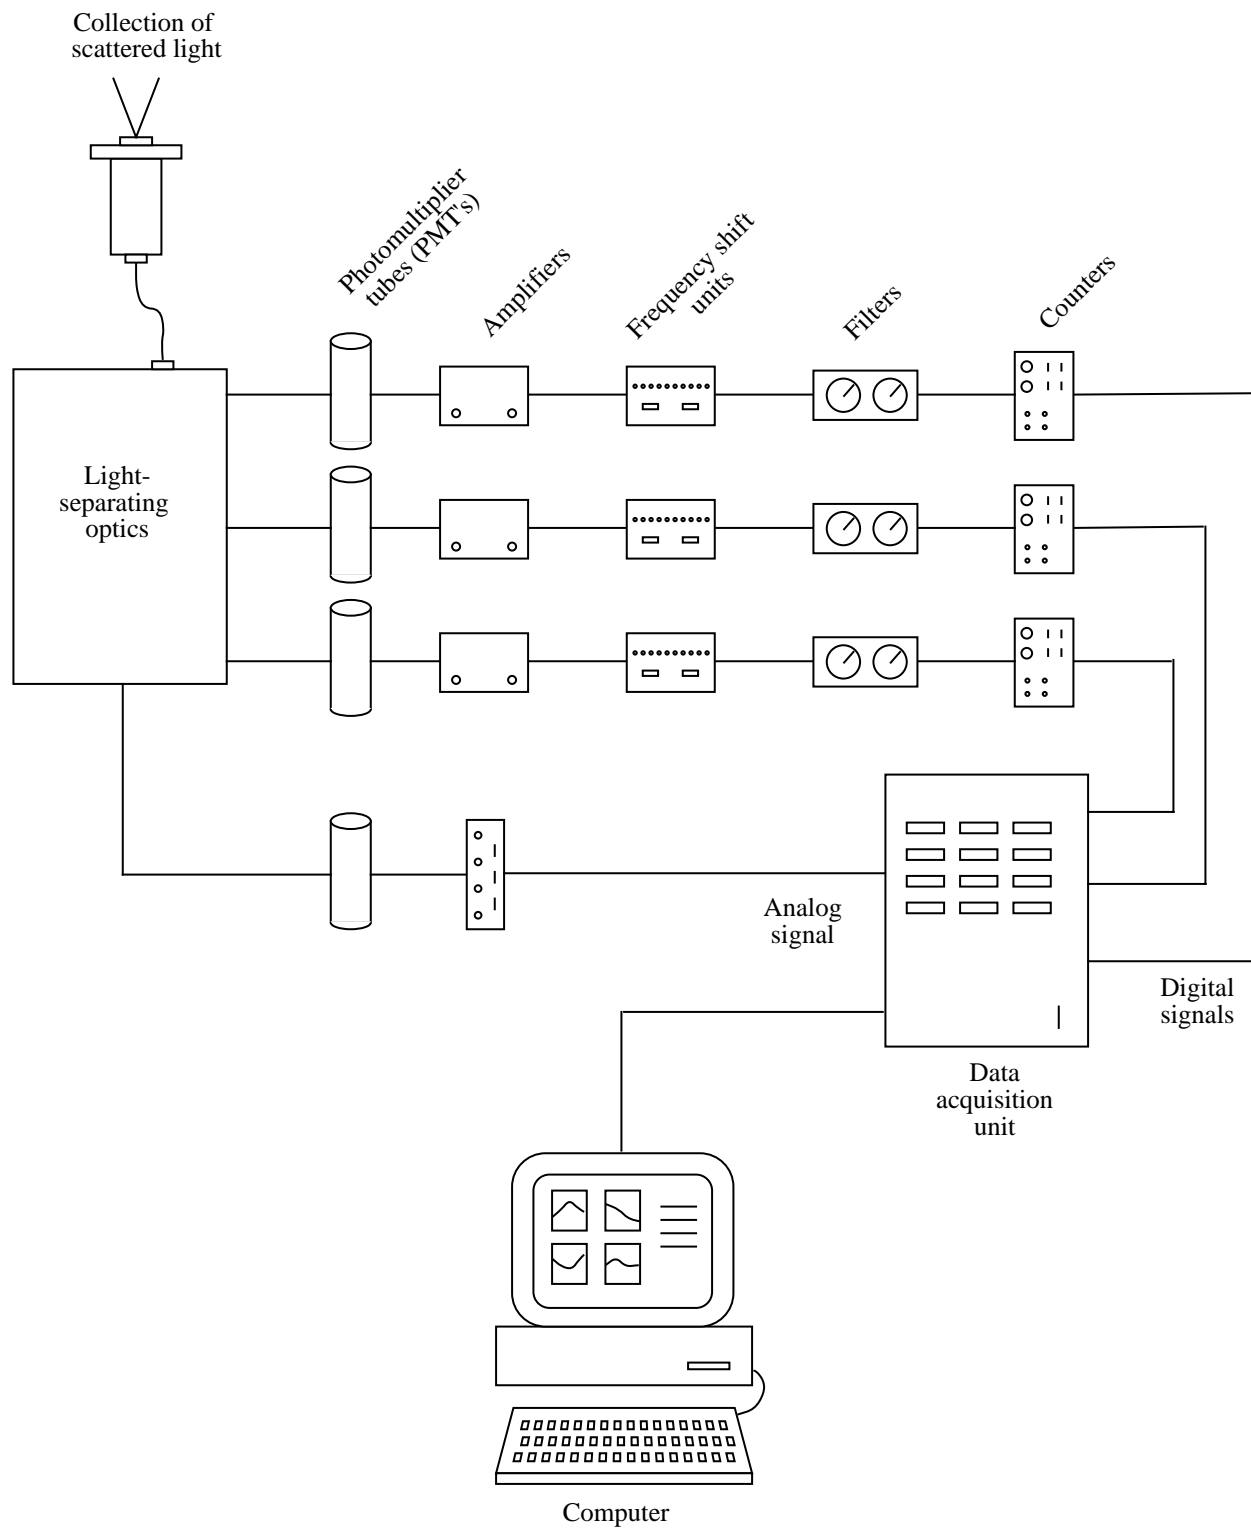 Collection of
scattered light
Photomultiplier
tubes (PMT's)
Amplifiers
Frequency shift
units
Filters
Counters
Light-
separating
optics
Analog
signal
Digital
signals
Data
acquisition
unit
Computer